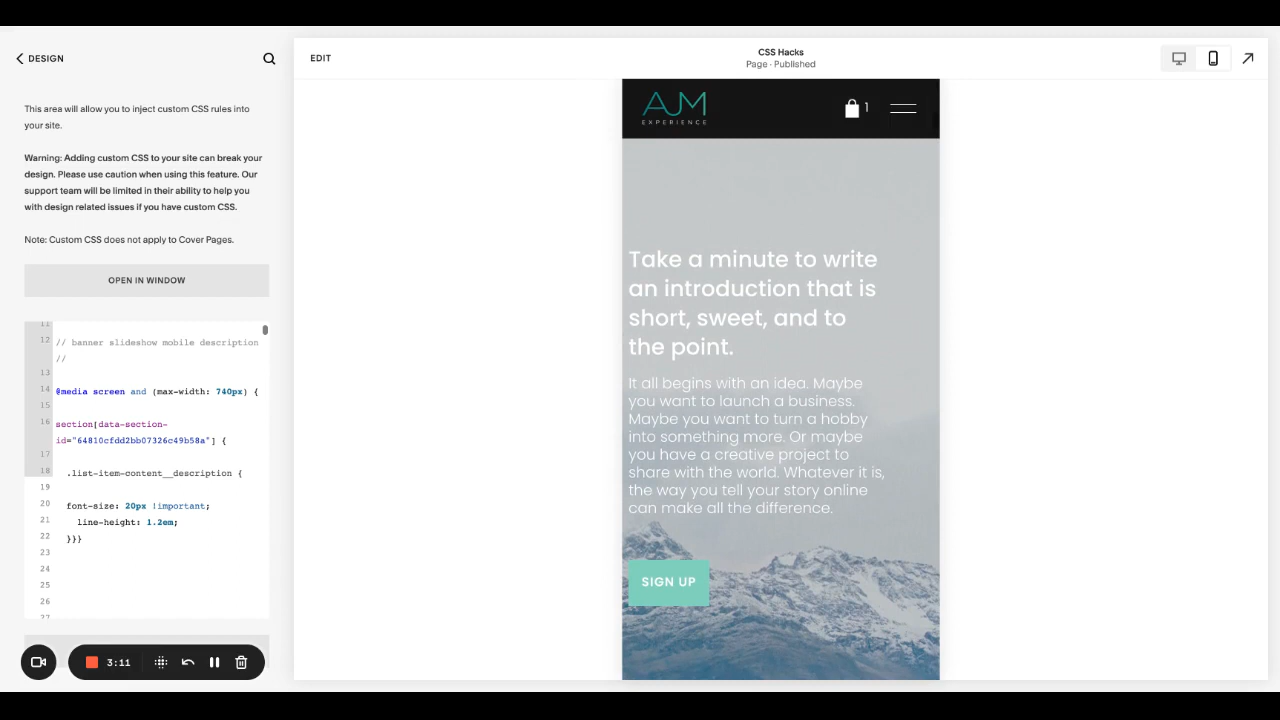 DESIGN
This area will allow you to inject custom CSS rules into
your site.
Warning: Adding custom CSS to your site can break your
design. Please use caution when using this feature. Our
support team will be limited in their ability to help you
with design related issues if you have custom CSS.
Note: Custom CSS does not apply to Cover Pages.
OPEN IN WINDOW
11
12 // banner slideshow mobile description
//
13
14 @media screen and (max-width: 740px) {
15
16 section[data-section-
id="64810cfdd2bb07326c49b58a"] {
17
18 .list-item-content__description {
19
20 font-size: 20px !important;
21 line-height: 1.2em;
22 }}}
23
24
25
26
27
3:11
EDIT
CSS Hacks
Page · Published
AJM
EXPERIENCE
1
Take a minute to write
an introduction that is
short, sweet, and to
the point.
It all begins with an idea. Maybe
you want to launch a business.
Maybe you want to turn a hobby
into something more. Or maybe
you have a creative project to
share with the world. Whatever it is,
the way you tell your story online
can make all the difference.
SIGN UP